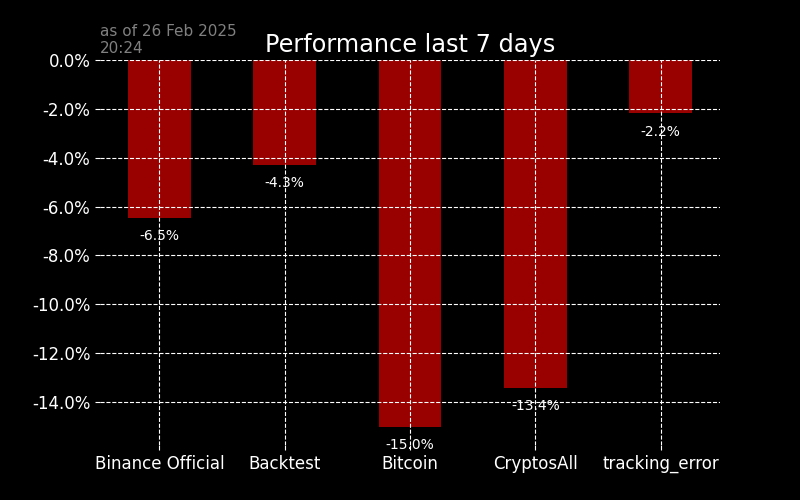 as of 26 Feb 2025
20:24
Performance last 7 days
0.0%
-2.0%
-4.0%
-6.0%
-8.0%
-10.0%
-12.0%
-14.0%
-6.5%
-4.3%
-15.0%
-13.4%
-2.2%
Binance Official
Backtest
Bitcoin
CryptosAll
tracking_error